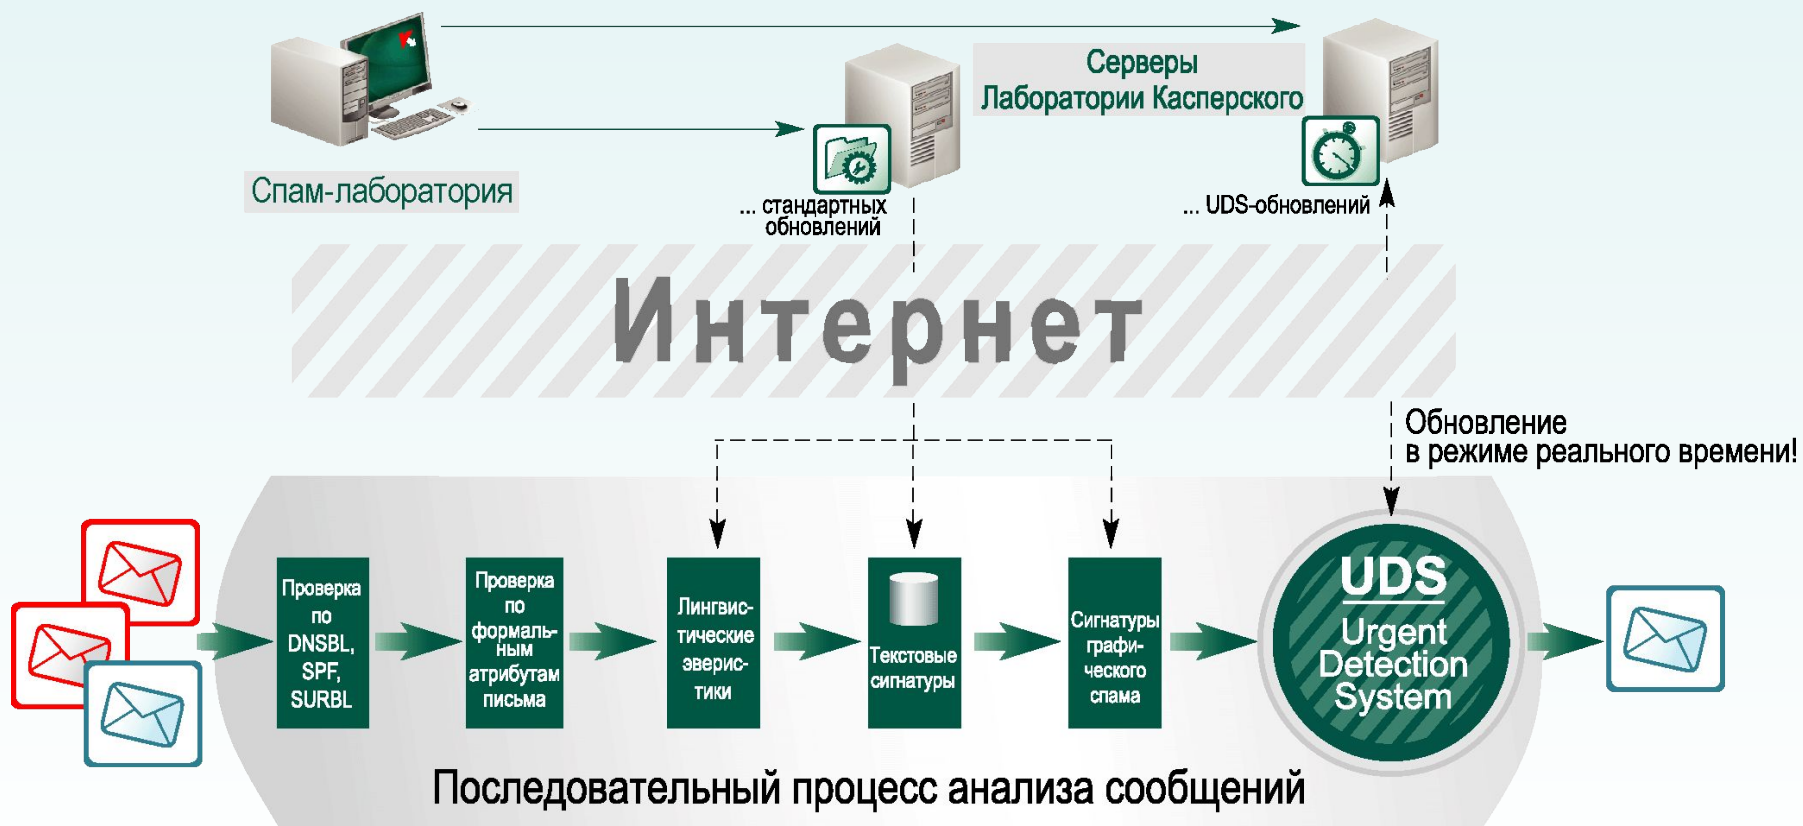 Серверы
Лаборатории Касперского
Спам-лаборатория
... стандартных
обновлений
... UDS-обновлений
Интернет
Обновление
в режиме реального времени!
Проверка
по
DNSBL,
SPF,
SURBL
Проверка
по
формаль-
ным
атрибутам
письма
Лингвис-
тические
эверис-
тики
Текстовые
сигнатуры
Сигнатуры
графи-
ческого
спама
UDS
Urgent
Detection
System
Последовательный процесс анализа сообщений